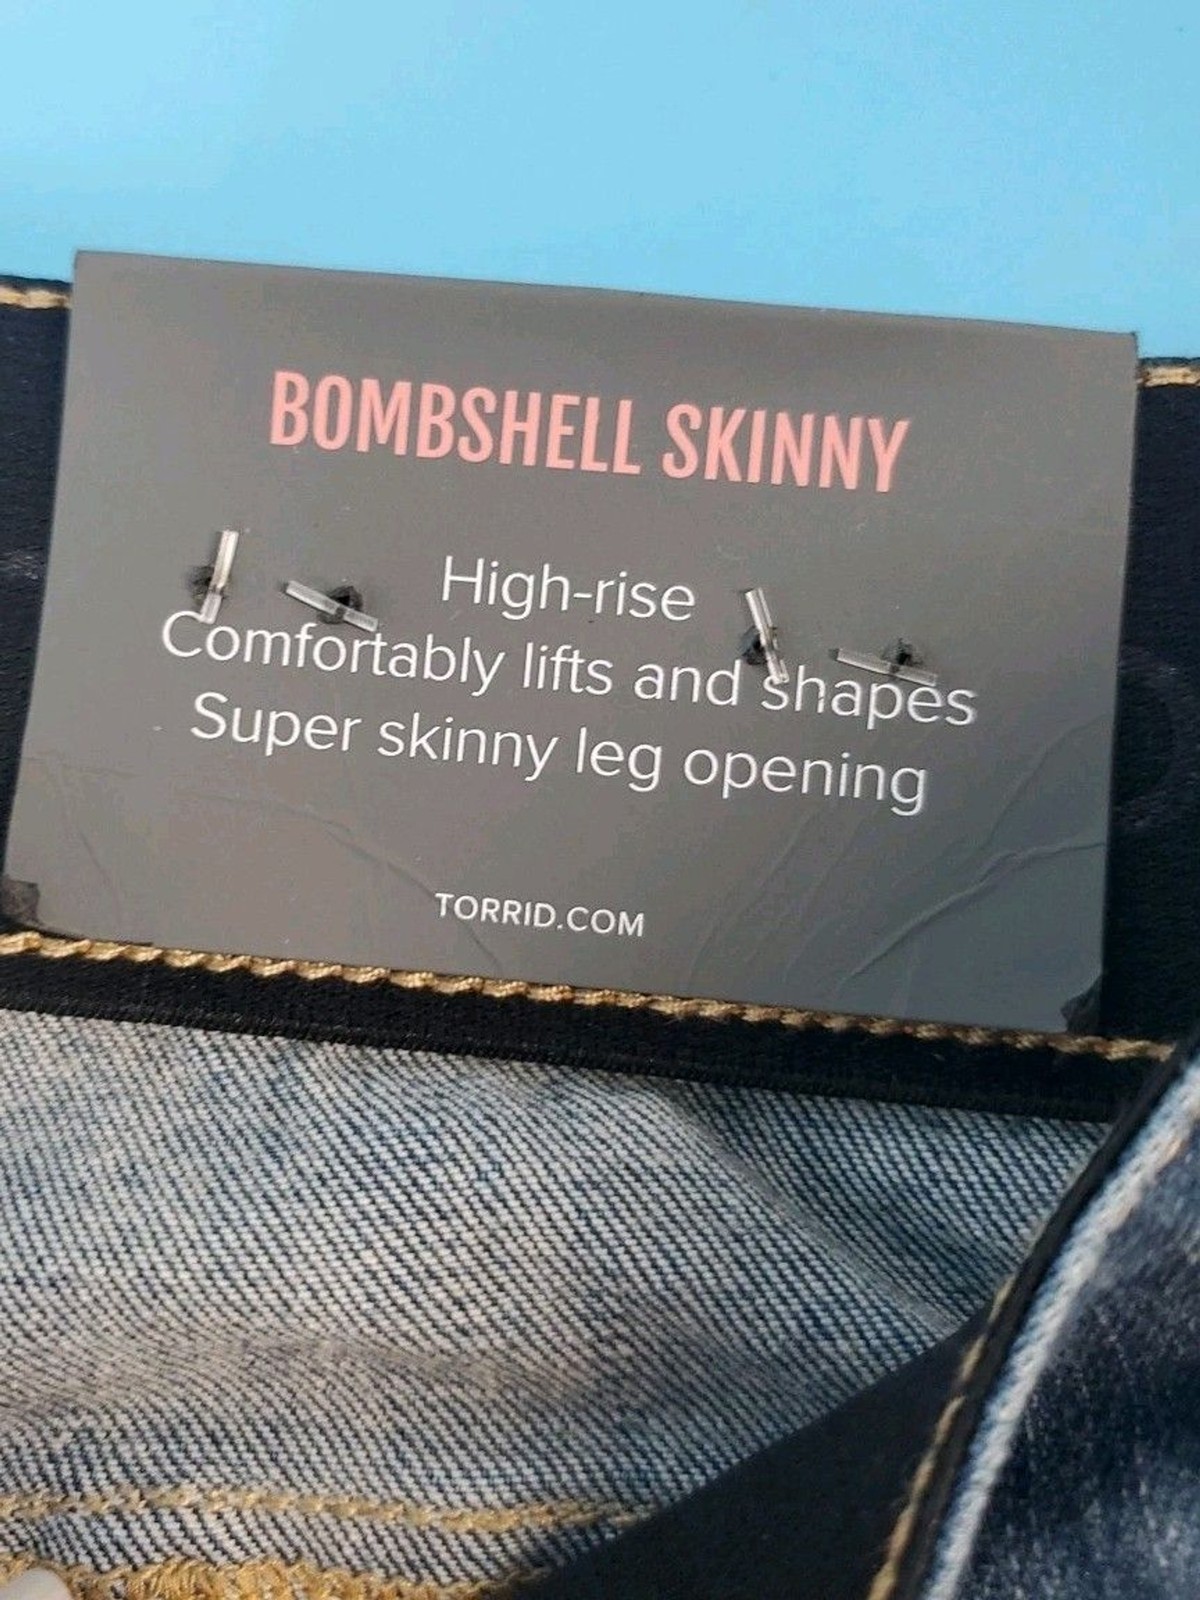 BOMBSHELL SKINNY
High-rise
Comfortably lifts and shapes
Super skinny leg opening
TORRID.COM